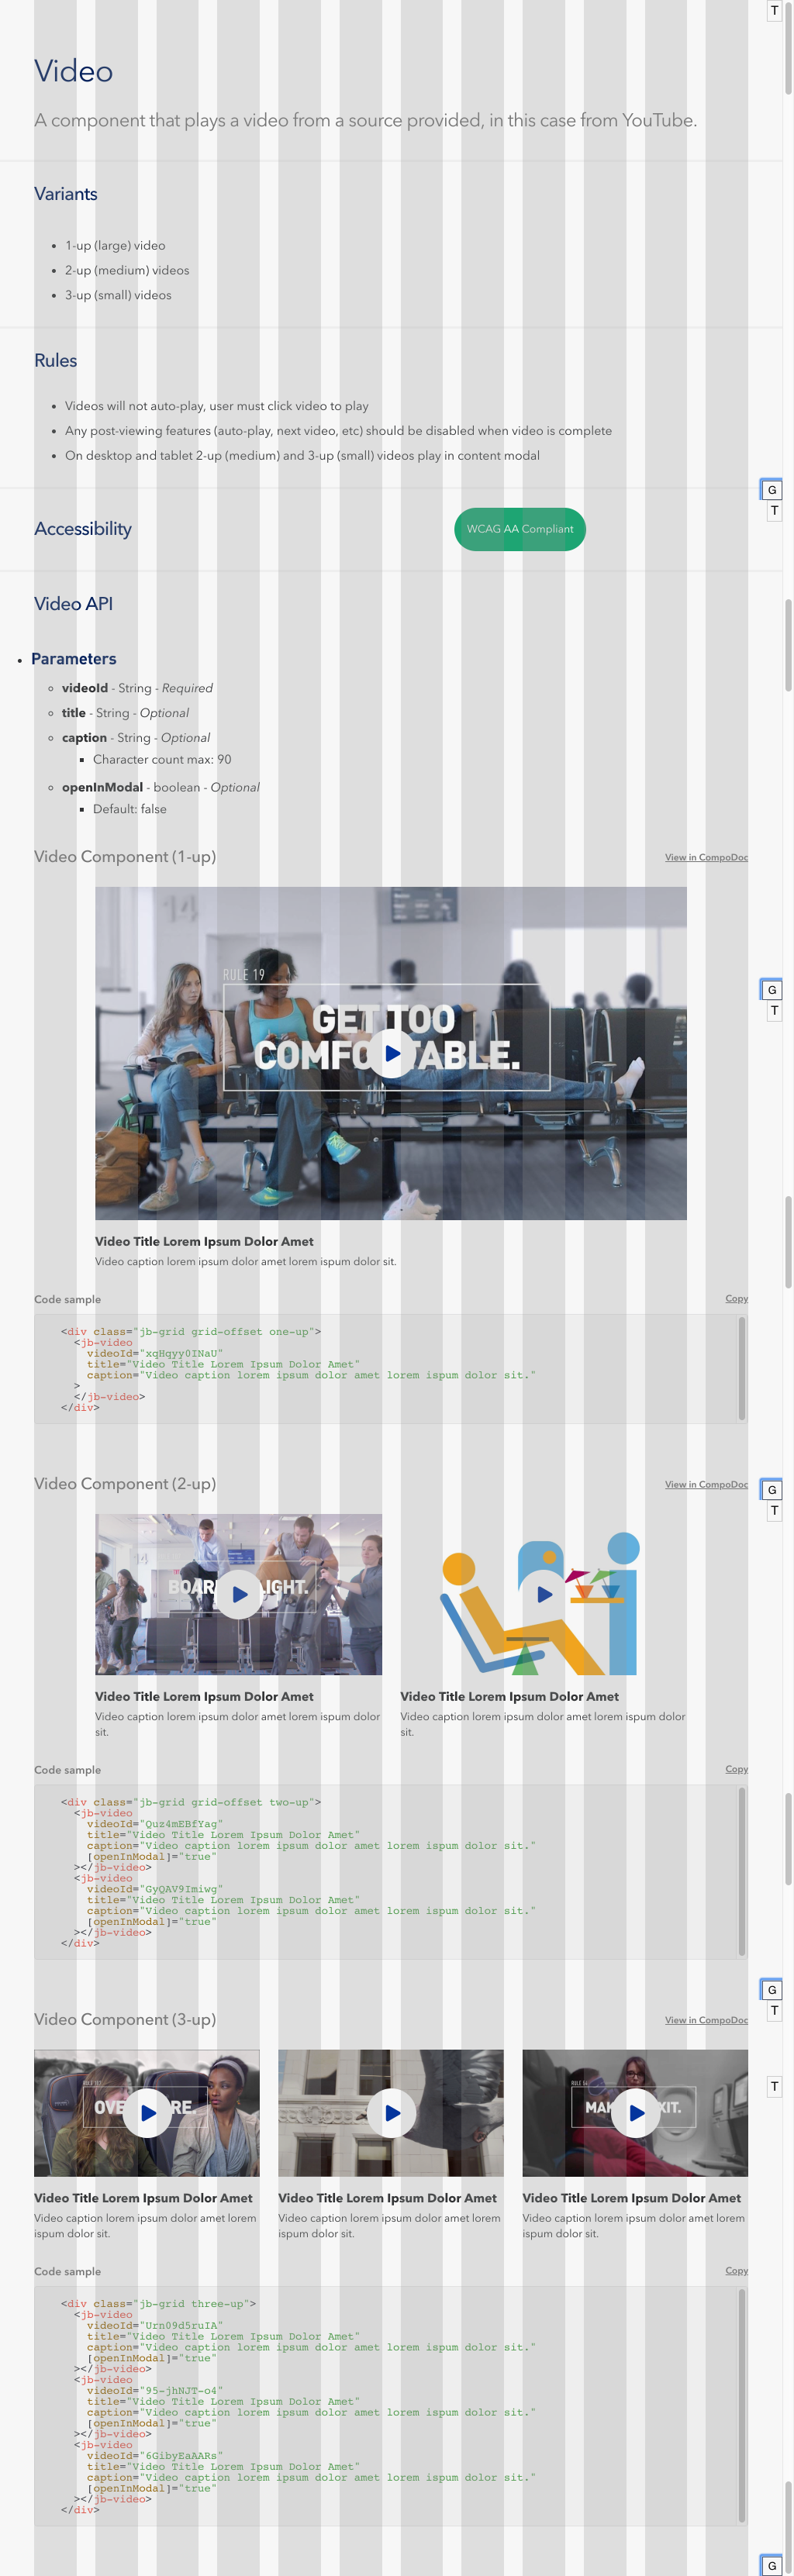 T
Video
A component that plays a video from a source provided, in this case from YouTube.
Variants
1-up (large) video
2-up (medium) videos
3-up (small) videos
Rules
Videos will not auto-play, user must click video to play
Any post-viewing features (auto-play, next video, etc) should be disabled when video is complete
On desktop and tablet 2-up (medium) and 3-up (small) videos play in content modal
G
T
Accessibility
WCAG AA Compliant
Video API
Parameters
videoId - String - Required
title - String - Optional
caption - String - Optional
Character count max: 90
openInModal - boolean - Optional
Default: false
Video Component (1-up)
View in CompoDoc
RULE 19
GET TOO
COMFO TABLE.
G
T
Video Title Lorem Ipsum Dolor Amet
Video caption lorem ipsum dolor amet lorem ispum dolor sit.
Code sample
Copy
<div class="jb-grid grid-offset one-up">
<jb-video
videoId="xqHqyy0INaU"
title="Video Title Lorem Ipsum Dolor Amet"
caption="Video caption lorem ipsum dolor amet lorem ispum dolor sit."
>
</jb-video>
</div>
Video Component (2-up)
View in CompoDoc
G
T
BOAR IGHT.
Video Title Lorem Ipsum Dolor Amet
Video caption lorem ipsum dolor amet lorem ispum dolor
sit.
Video Title Lorem Ipsum Dolor Amet
Video caption lorem ipsum dolor amet lorem ispum dolor
sit.
Code sample
Copy
<div class="jb-grid grid-offset two-up">
<jb-video
videoId="Quz4mEBfYag"
title="Video Title Lorem Ipsum Dolor Amet"
caption="Video caption lorem ipsum dolor amet lorem ispum dolor sit."
[openInModal]="true"
></jb-video>
<jb-video
videoId="GyQAV9Imiwg"
title="Video Title Lorem Ipsum Dolor Amet"
caption="Video caption lorem ipsum dolor amet lorem ispum dolor sit."
[openInModal]="true"
></jb-video>
</div>
G
T
Video Component (3-up)
View in CompoDoc
OVE RE.
MAK XIT.
T
Video Title Lorem Ipsum Dolor Amet
Video caption lorem ipsum dolor amet lorem
ispum dolor sit.
Video Title Lorem Ipsum Dolor Amet
Video caption lorem ipsum dolor amet lorem
ispum dolor sit.
Video Title Lorem Ipsum Dolor Amet
Video caption lorem ipsum dolor amet lorem
ispum dolor sit.
Code sample
Copy
<div class="jb-grid three-up">
<jb-video
videoId="Urn09d5ruIA"
title="Video Title Lorem Ipsum Dolor Amet"
caption="Video caption lorem ipsum dolor amet lorem ispum dolor sit."
[openInModal]="true"
></jb-video>
<jb-video
videoId="95-jhNJT-o4"
title="Video Title Lorem Ipsum Dolor Amet"
caption="Video caption lorem ipsum dolor amet lorem ispum dolor sit."
[openInModal]="true"
></jb-video>
<jb-video
videoId="6GibyEaAARs"
title="Video Title Lorem Ipsum Dolor Amet"
caption="Video caption lorem ipsum dolor amet lorem ispum dolor sit."
[openInModal]="true"
></jb-video>
</div>
G